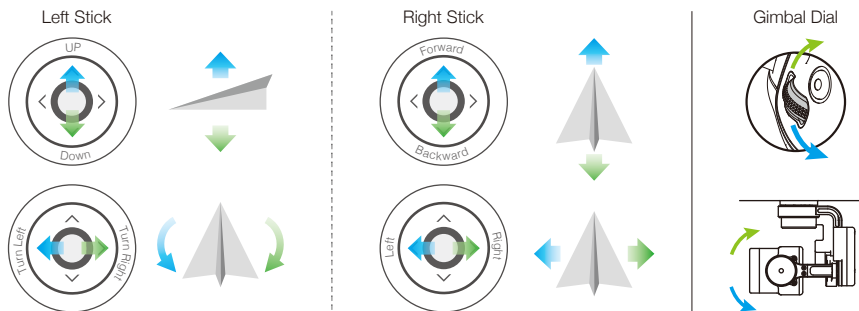 Left Stick
UP
Down
Turn Left
Turn Right
Right Stick
Forward
Backward
Left
Right
Gimbal Dial